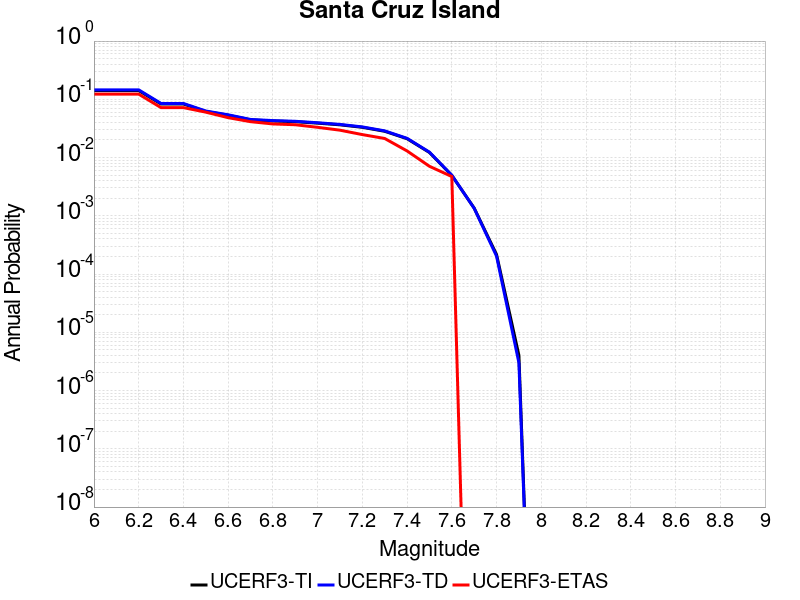 Santa Cruz Island
10^0
10^-1
10^-2
10^-3
10^-4
10^-5
10^-6
10^-7
10^-8
Annual Probability
6 6.2 6.4 6.6 6.8 7 7.2 7.4 7.6 7.8 8 8.2 8.4 8.6 8.8 9
Magnitude
UCERF3-TI UCERF3-TD UCERF3-ETAS